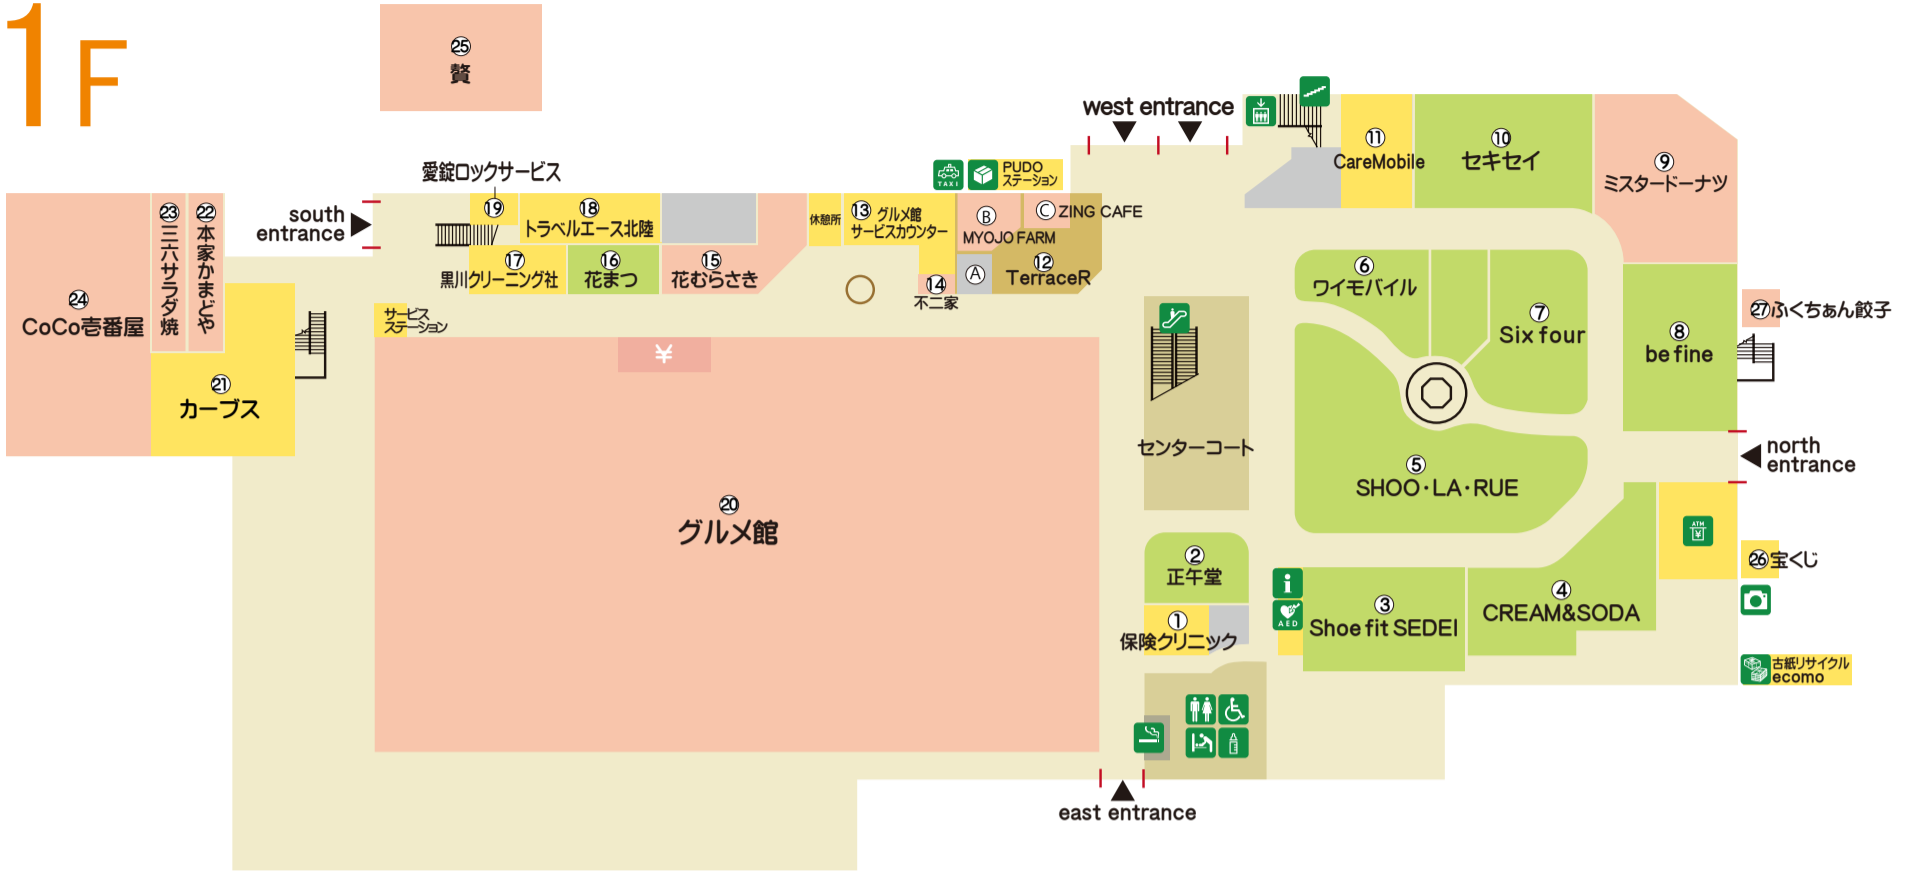 1F
㉕
贅
west entrance
⑪
CareMobile
⑩
セキセイ
⑨
ミスタードーナツ
愛錠ロックサービス
TAXI
PUDO
ステーション
south
entrance
㉓
三六サラダ焼
㉒
本家かまどや
⑲
⑱
トラベルエース北陸
休憩所
⑬ グルメ館
サービスカウンター
Ⓑ
MYOJO FARM
Ⓒ ZING CAFE
⑰
黒川クリーニング社
⑯
花まつ
⑮
花むらさき
⑭
不二家
Ⓐ
⑫
TerraceR
㉔
CoCo壱番屋
㉑
カーブス
サービス
ステーション
¥
⑥
ワイモバイル
⑦
Six four
⑧
be fine
㉗ふくちぁん餃子
センターコート
north
entrance
⑤
SHOO・LA・RUE
⑳
グルメ館
ATM
¥
②
正午堂
㉖宝くじ
i
AED
③
Shoe fit SEDEI
④
CREAM&SODA
①
保険クリニック
古紙リサイクル
ecomo
east entrance